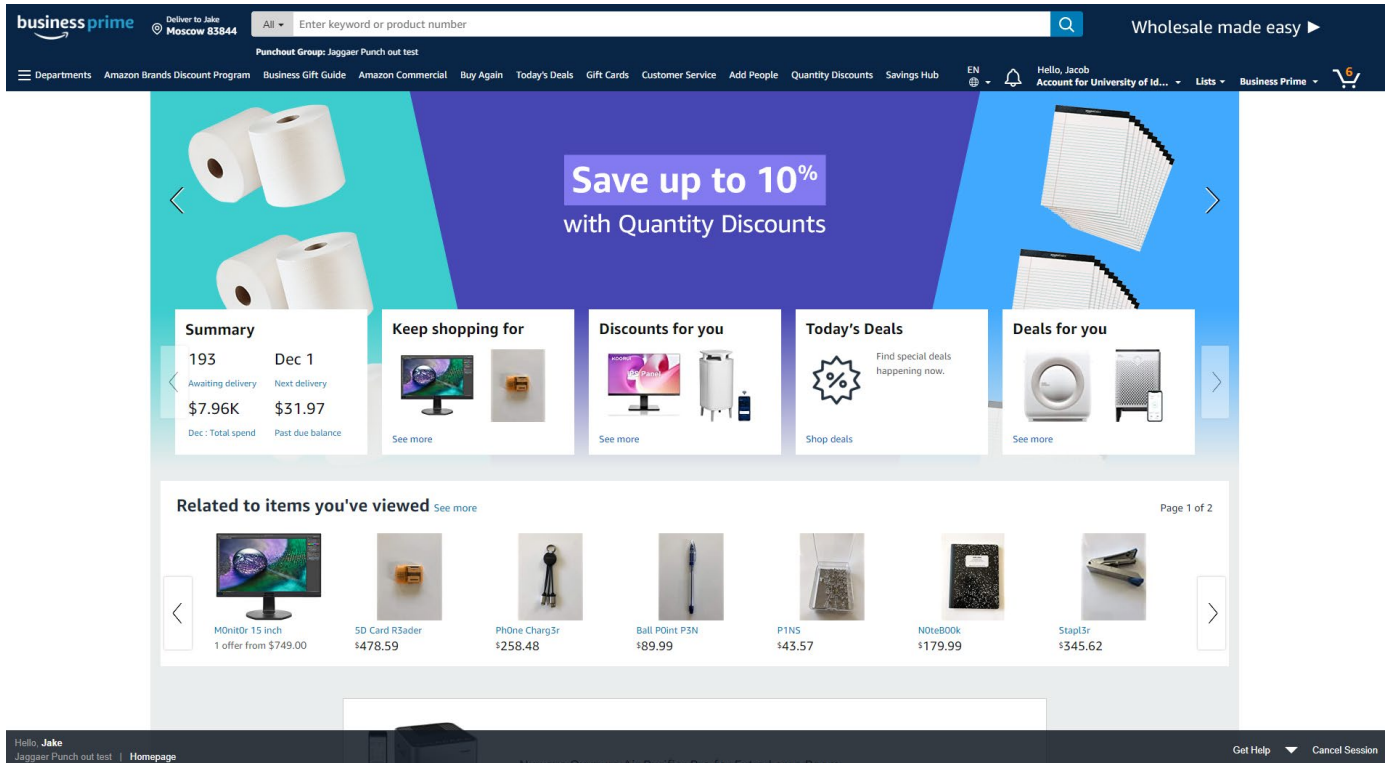 business prime
Deliver to Jake
Moscow 83844
All
Enter keyword or product number
Wholesale made easy ▶
Punchout Group: Jaggaer Punch out test
Departments Amazon Brands Discount Program Business Gift Guide Amazon Commercial Buy Again Today's Deals Gift Cards Customer Service Add People Quantity Discounts Savings Hub
EN
Hello, Jacob
Account for University of Id...
Lists
Business Prime
6
Save up to 10%
with Quantity Discounts
Summary
193 Dec 1
Awaiting delivery Next delivery
$7.96K $31.97
Dec : Total spend Past due balance
Keep shopping for
See more
Discounts for you
KOORUI
IPS Panel
See more
Today's Deals
%
Find special deals
happening now.
Shop deals
Deals for you
See more
Related to items you've viewed See more
Page 1 of 2
M0nit0r 15 inch
1 offer from $749.00
SD Card R3ader
$478.59
Ph0ne Charg3r
$258.48
Ball P0int P3N
$89.99
P1NS
$43.57
N0teB00k
$179.99
Stapl3r
$345.62
Hello, Jake
Jaggaer Punch out test | Homepage
Get Help
Cancel Session